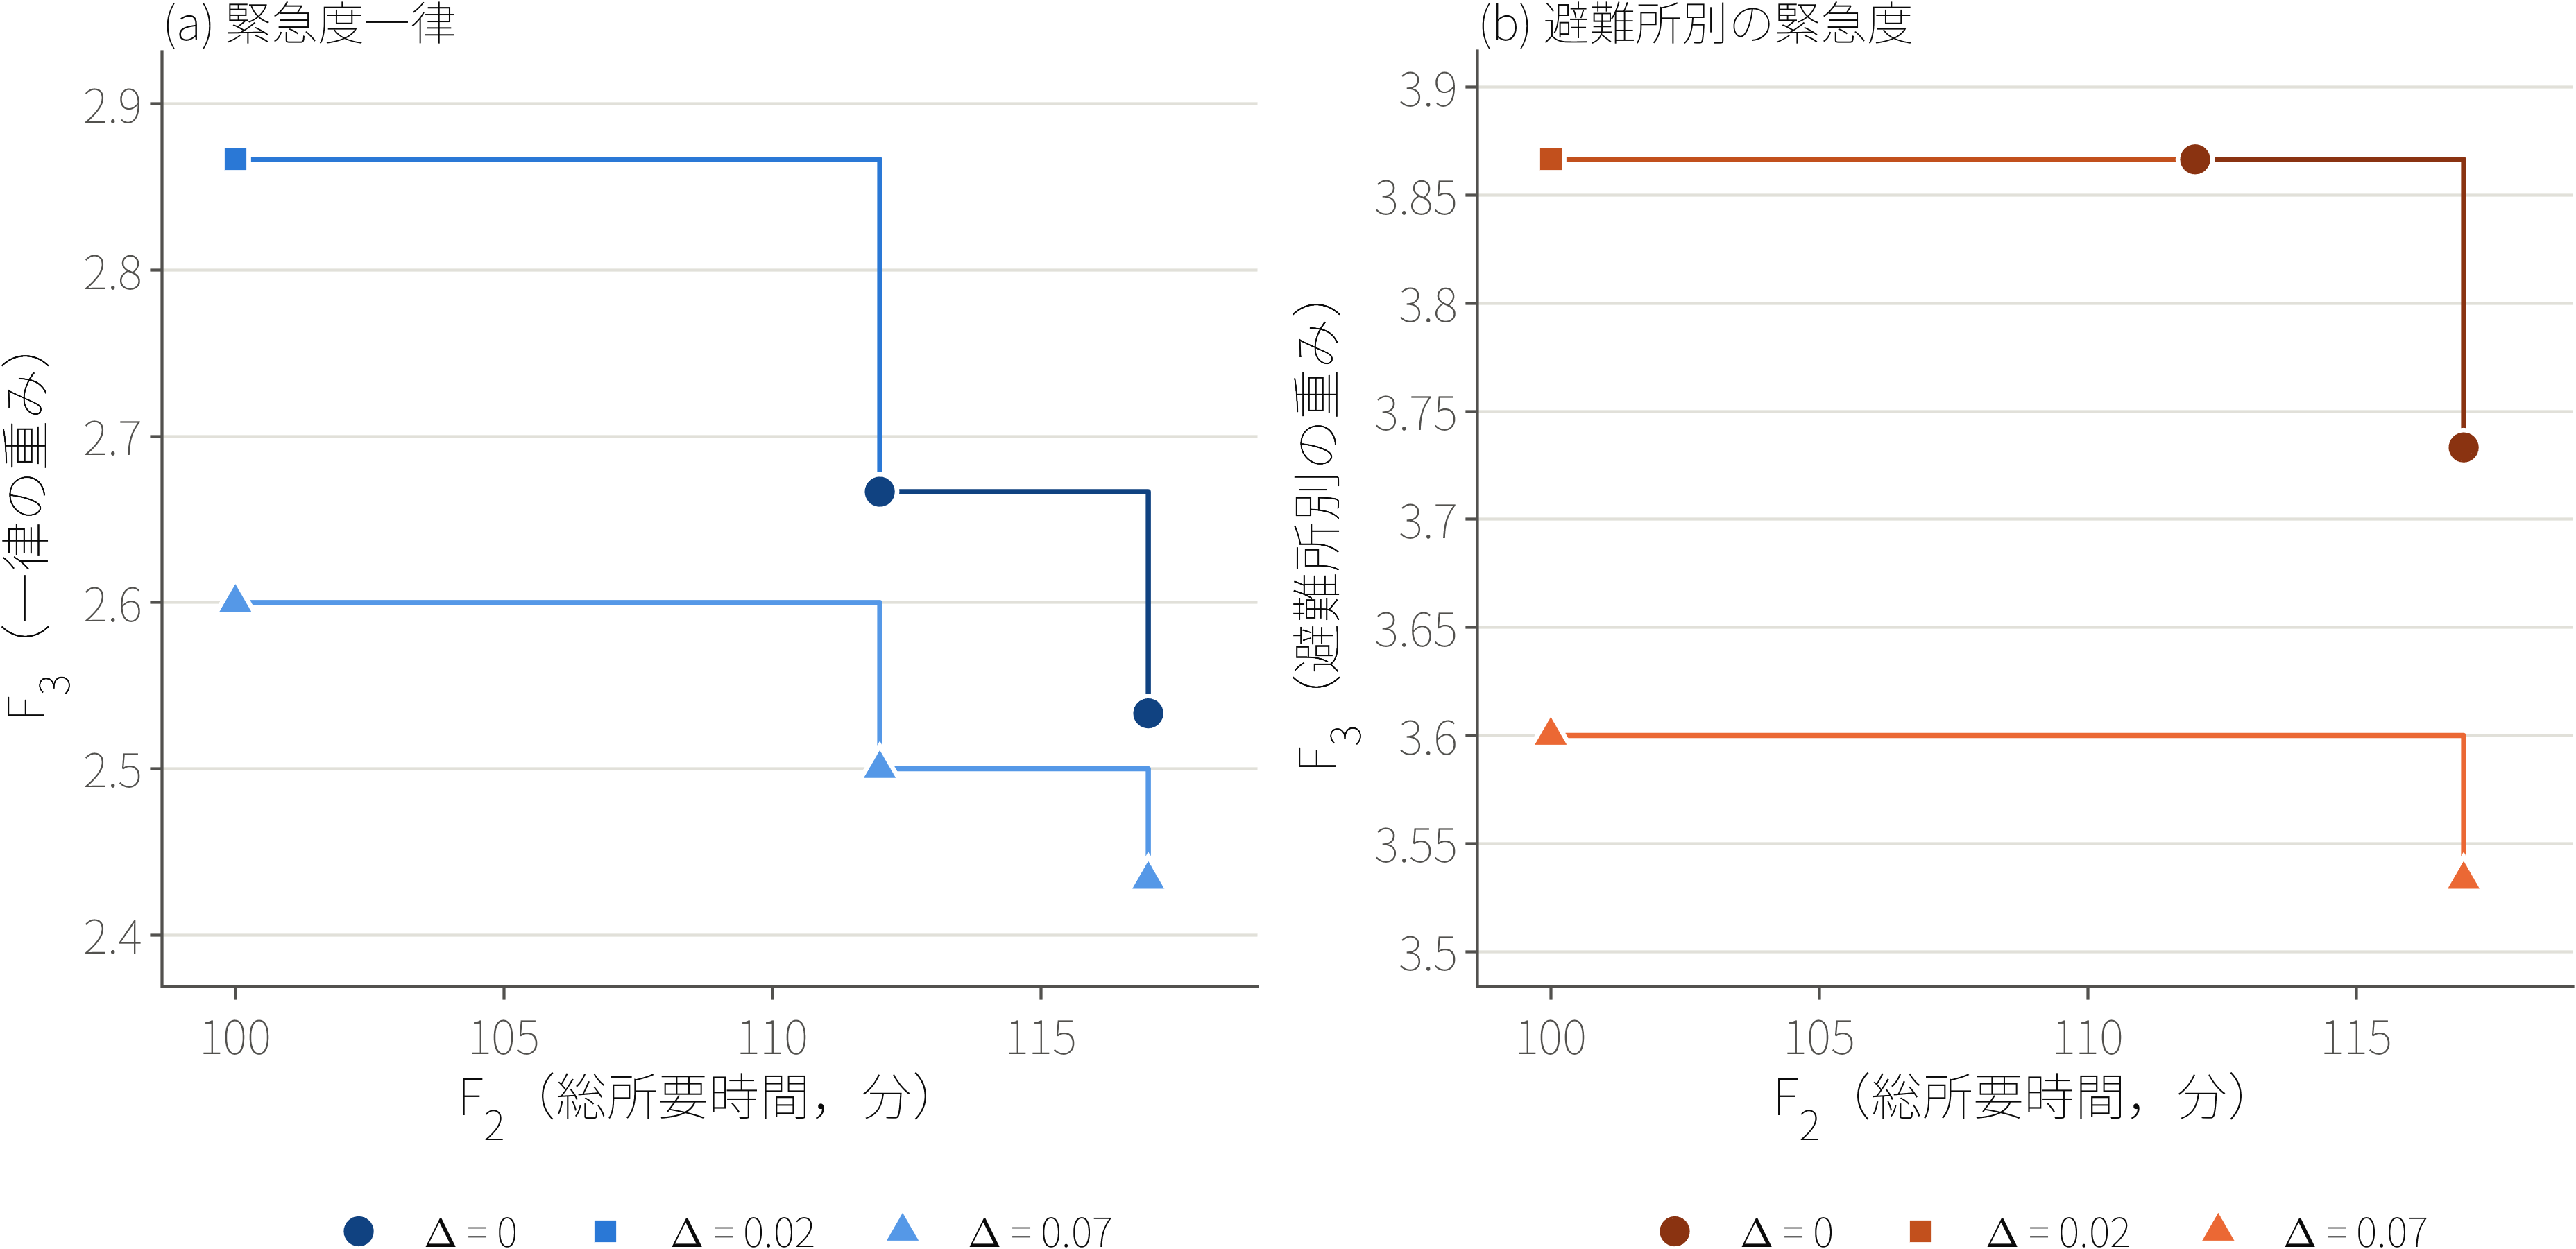 (a) 緊急度一律
2.9
2.8
2.7
2.6
2.5
2.4
F3（一律の重み）
100 105 110 115
F2（総所要時間，分）
Δ = 0 Δ = 0.02 Δ = 0.07
(b) 避難所別の緊急度
3.9
3.85
3.8
3.75
3.7
3.65
3.6
3.55
3.5
F3（避難所別の重み）
100 105 110 115
F2（総所要時間，分）
Δ = 0 Δ = 0.02 Δ = 0.07